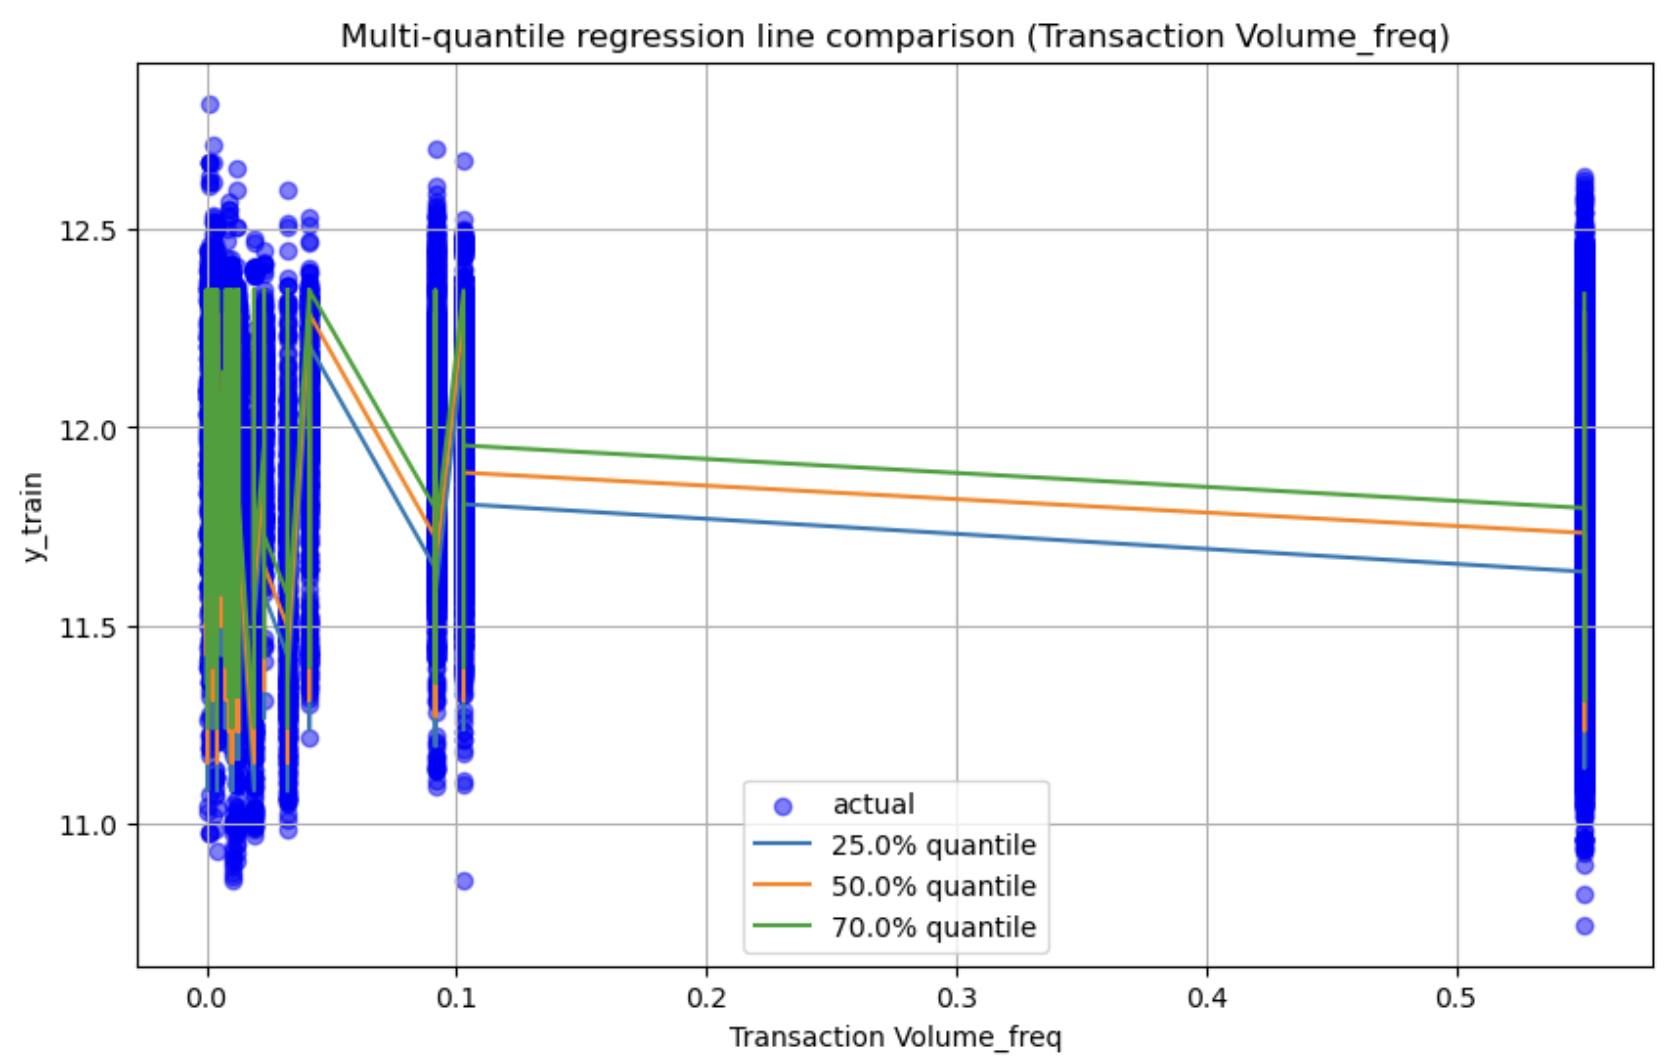 Multi-quantile regression line comparison (Transaction Volume_freq)
12.5
12.0
11.5
11.0
y_train
actual
25.0% quantile
50.0% quantile
70.0% quantile
0.0 0.1 0.2 0.3 0.4 0.5
Transaction Volume_freq